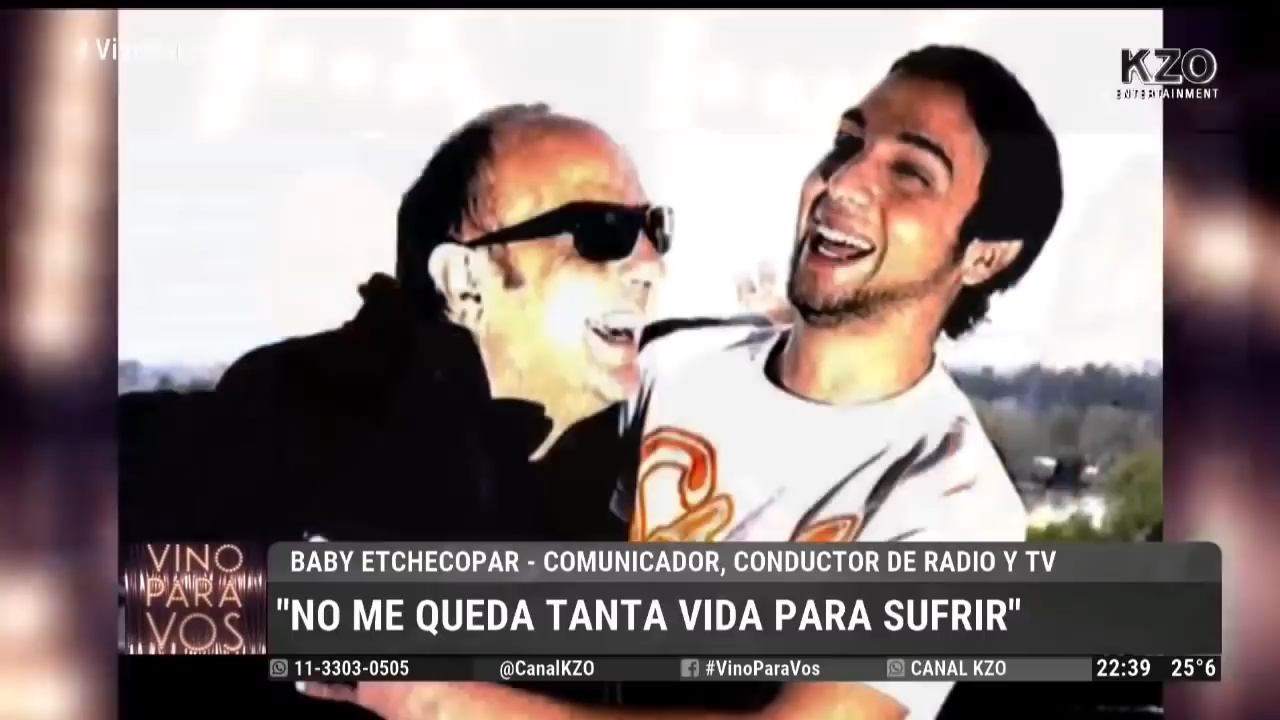 KZO
ENTERTAINMENT
VINO
PARA
VOS
BABY ETCHECOPAR - COMUNICADOR, CONDUCTOR DE RADIO Y TV
"NO ME QUEDA TANTA VIDA PARA SUFRIR"
11-3303-0505 @CanalKZO #VinoParaVos CANAL KZO 22:39 25°6